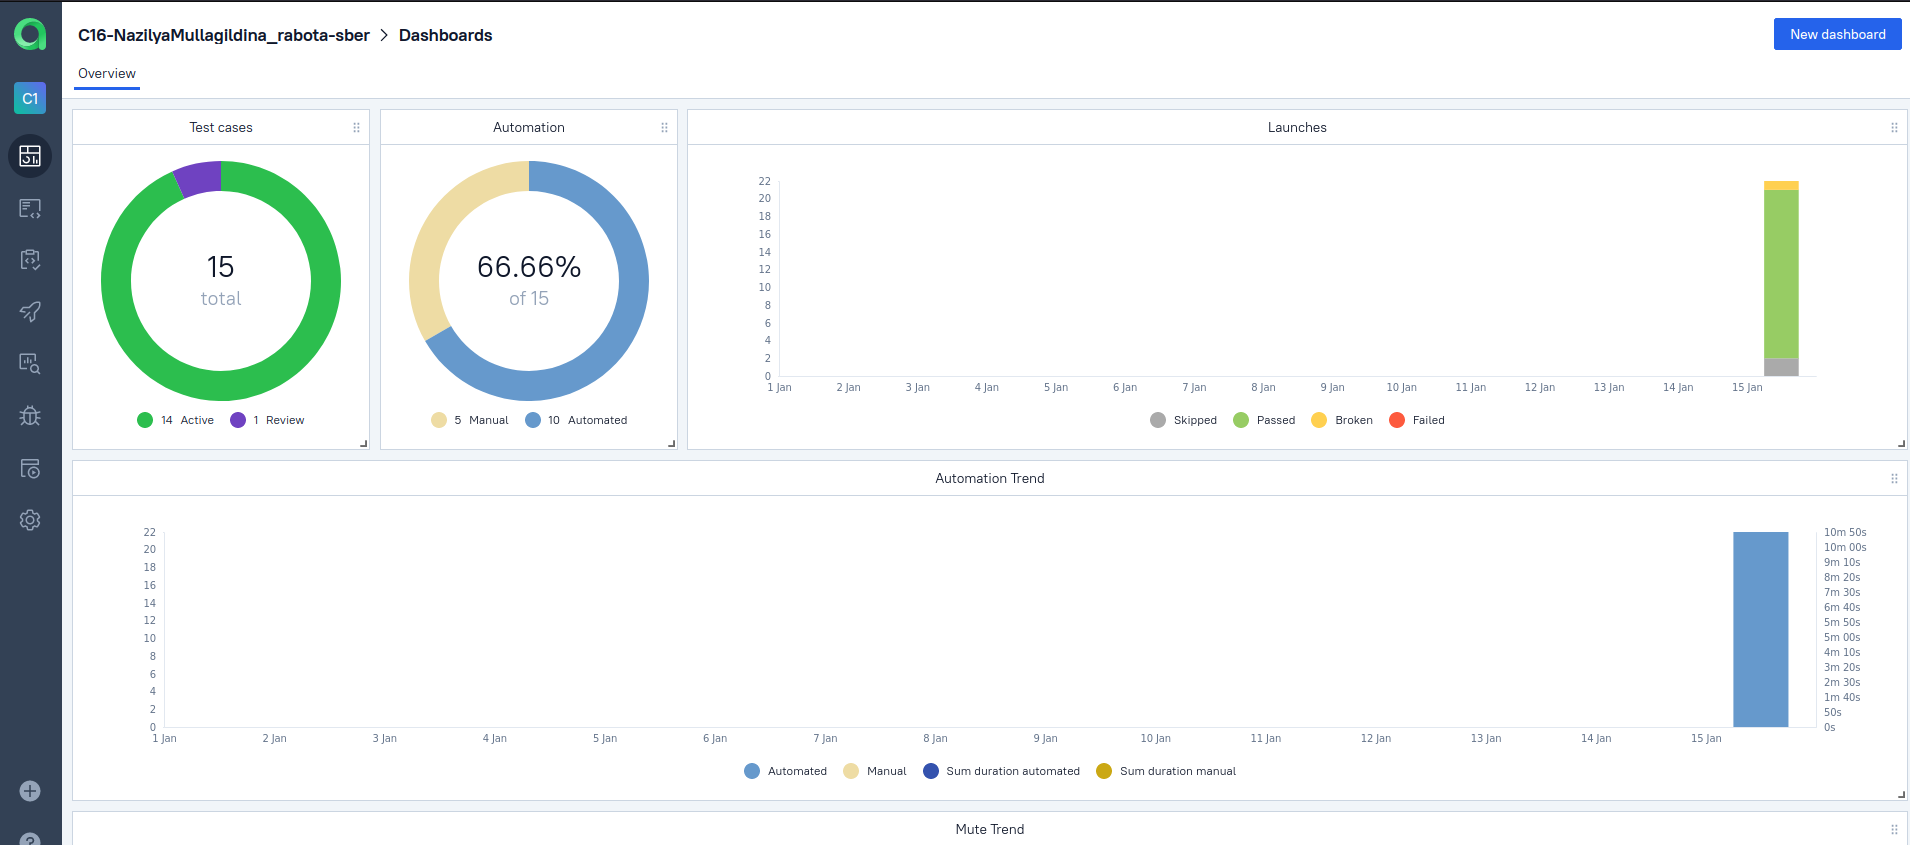 C16-NazilyaMullagildina_rabota-sber > Dashboards
New dashboard
Overview
C1
Test cases
15
total
14 Active
1 Review
Automation
66.66%
of 15
5 Manual
10 Automated
Launches
22
20
18
16
14
12
10
8
6
4
2
0
1 Jan 2 Jan 3 Jan 4 Jan 5 Jan 6 Jan 7 Jan 8 Jan 9 Jan 10 Jan 11 Jan 12 Jan 13 Jan 14 Jan 15 Jan
Skipped Passed Broken Failed
Automation Trend
22
20
18
16
14
12
10
8
6
4
2
0
10m 50s
10m 00s
9m 10s
8m 20s
7m 30s
6m 40s
5m 50s
5m 00s
4m 10s
3m 20s
2m 30s
1m 40s
50s
0s
1 Jan 2 Jan 3 Jan 4 Jan 5 Jan 6 Jan 7 Jan 8 Jan 9 Jan 10 Jan 11 Jan 12 Jan 13 Jan 14 Jan 15 Jan
Automated Manual Sum duration automated Sum duration manual
Mute Trend